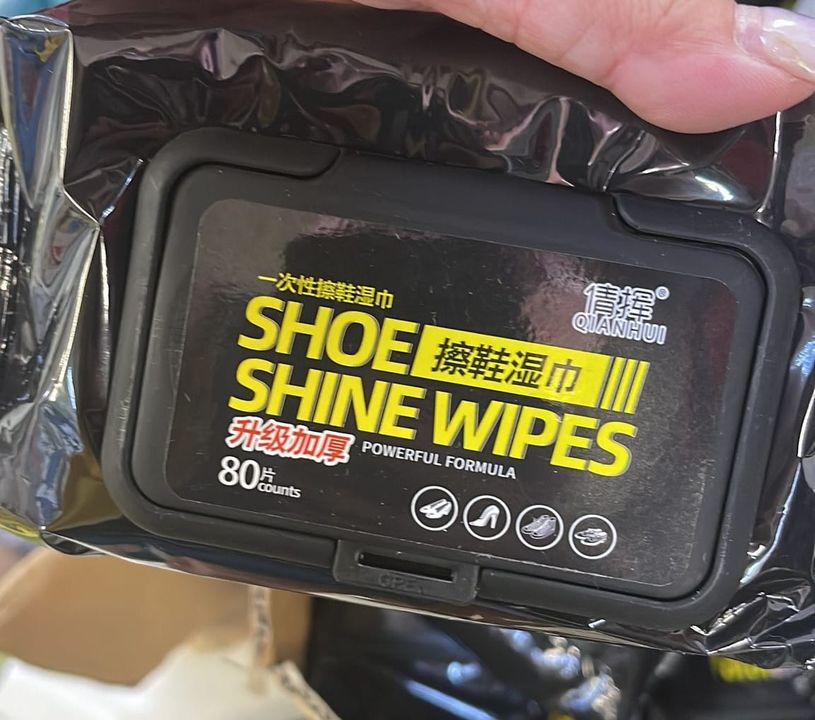 一次性擦鞋湿巾
倩挥®
QIANHUI
SHOE 擦鞋湿巾
SHINE WIPES
升级加厚 POWERFUL FORMULA
80片
counts
OPEN